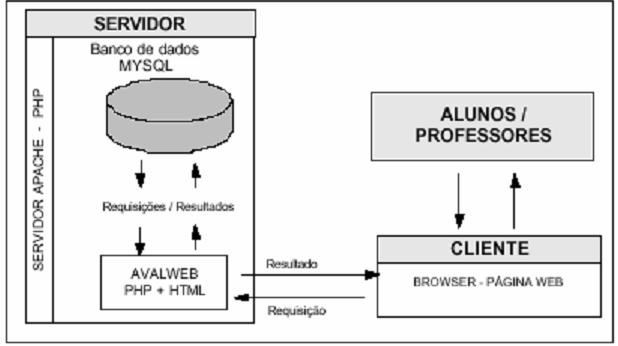 SERVIDOR
Banco de dados
MYSQL
SERVIDOR APACHE - PHP
Requisições / Resultados
AVALWEB
PHP + HTML
Resultado
Requisição
ALUNOS /
PROFESSORES
CLIENTE
BROWSER - PÁGINA WEB